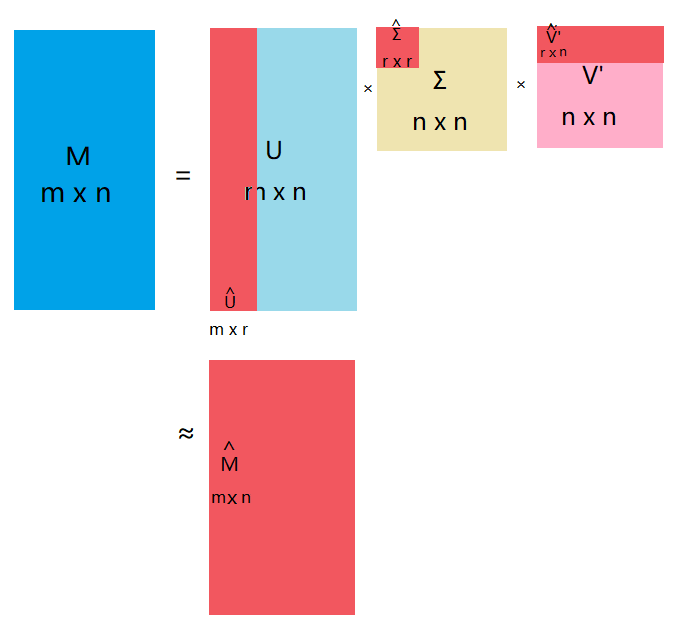 M
m x n
=
U
m x n
Û
m x r
×
Σ̂
r x r
Σ
n x n
×
V̂'
r x n
V'
n x n
≈
M̂
m x n